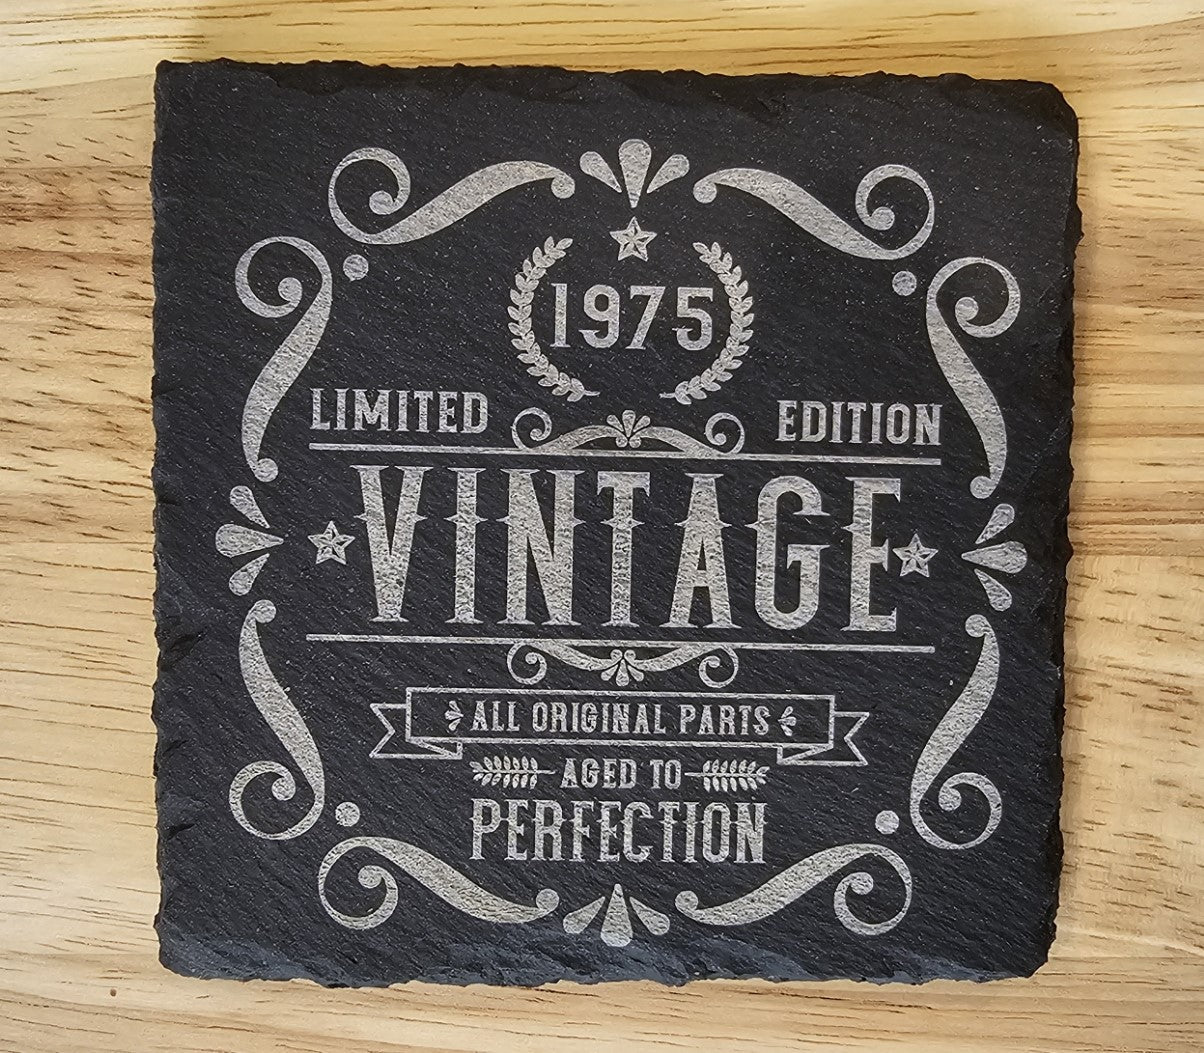 1975
LIMITED EDITION
VINTAGE
ALL ORIGINAL PARTS
AGED TO
PERFECTION